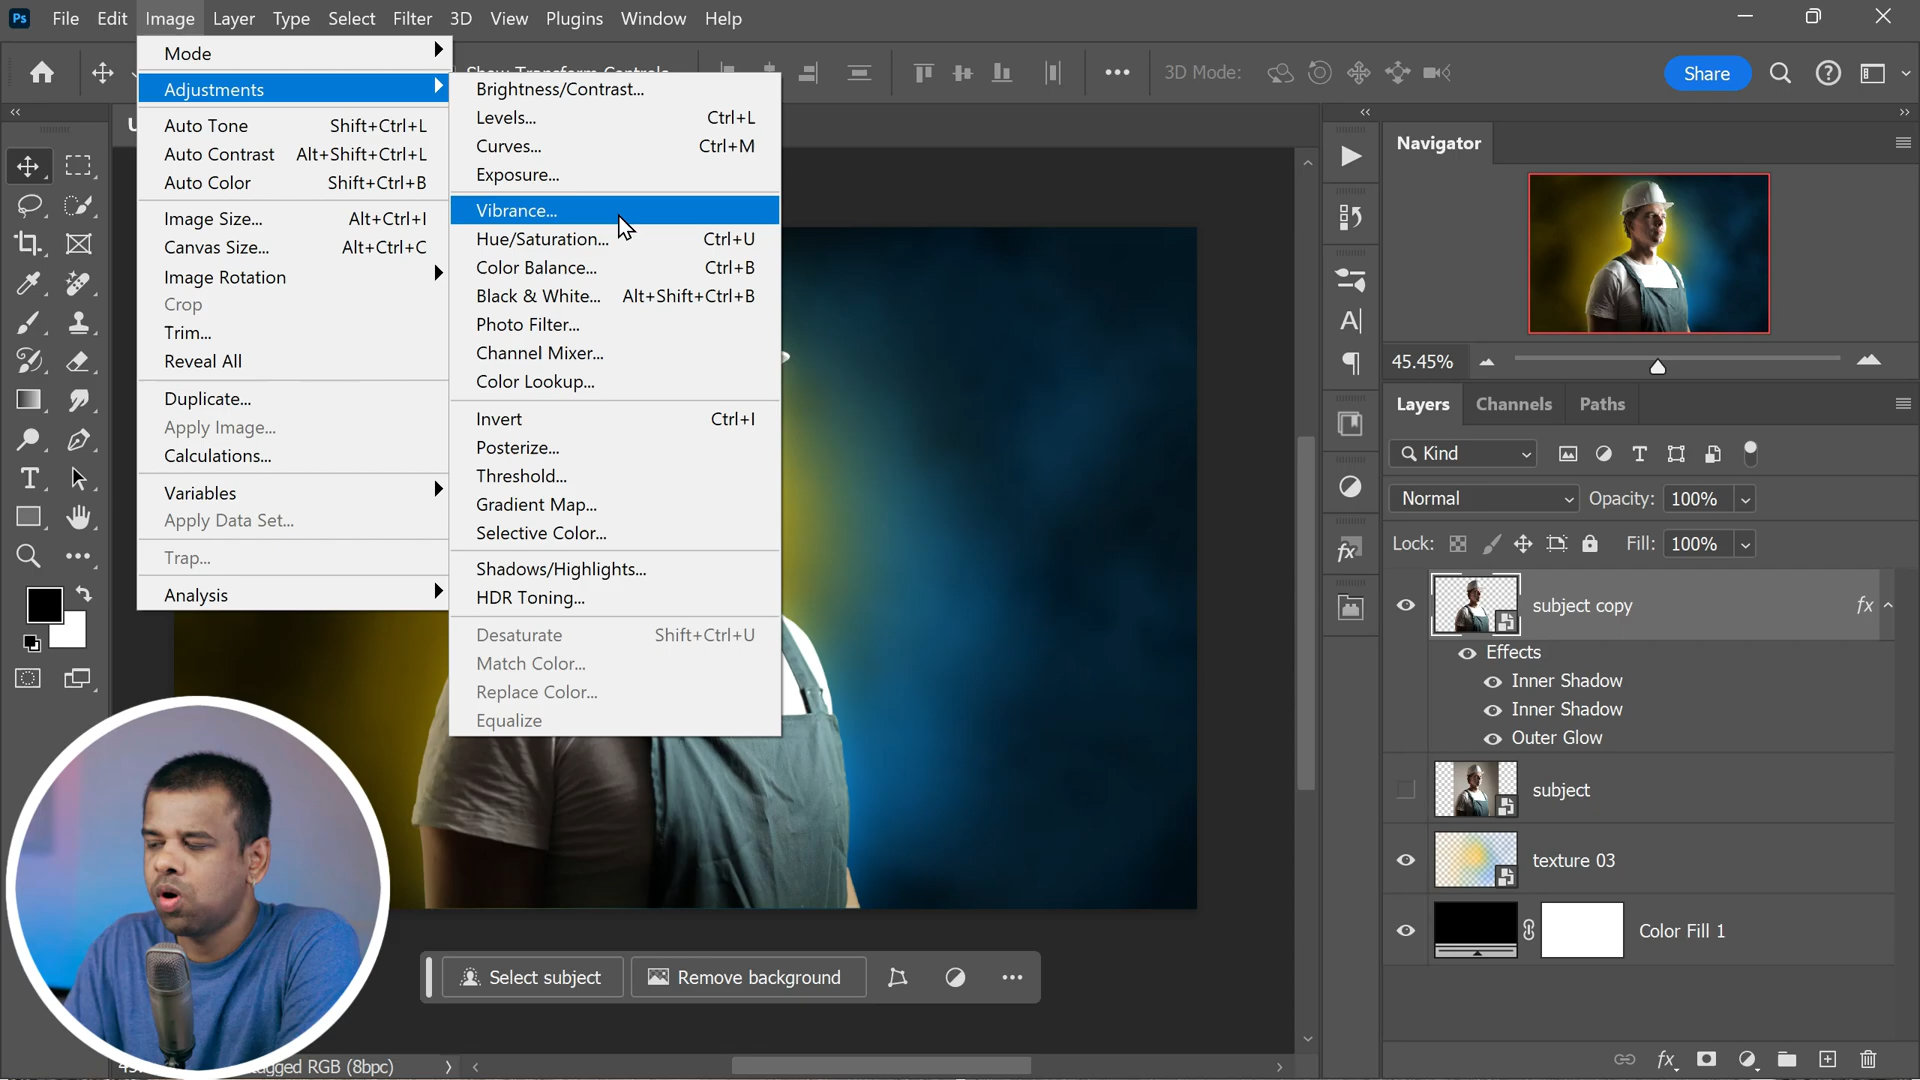 Ps File Edit Image Layer Type Select Filter 3D View Plugins Window Help
3D Mode:
Share
Mode
Adjustments
Auto Tone Shift+Ctrl+L
Auto Contrast Alt+Shift+Ctrl+L
Auto Color Shift+Ctrl+B
Image Size... Alt+Ctrl+I
Canvas Size... Alt+Ctrl+C
Image Rotation
Crop
Trim...
Reveal All
Duplicate...
Apply Image...
Calculations...
Variables
Apply Data Set...
Trap...
Analysis
Brightness/Contrast...
Levels... Ctrl+L
Curves... Ctrl+M
Exposure...
Vibrance...
Hue/Saturation... Ctrl+U
Color Balance... Ctrl+B
Black & White... Alt+Shift+Ctrl+B
Photo Filter...
Channel Mixer...
Color Lookup...
Invert Ctrl+I
Posterize...
Threshold...
Gradient Map...
Selective Color...
Shadows/Highlights...
HDR Toning...
Desaturate Shift+Ctrl+U
Match Color...
Replace Color...
Equalize
Select subject Remove background
RGB (8bpc)
Navigator
45.45%
Layers Channels Paths
Kind
Normal Opacity: 100%
Lock: Fill: 100%
subject copy fx
Effects
Inner Shadow
Inner Shadow
Outer Glow
subject
texture 03
Color Fill 1
fx